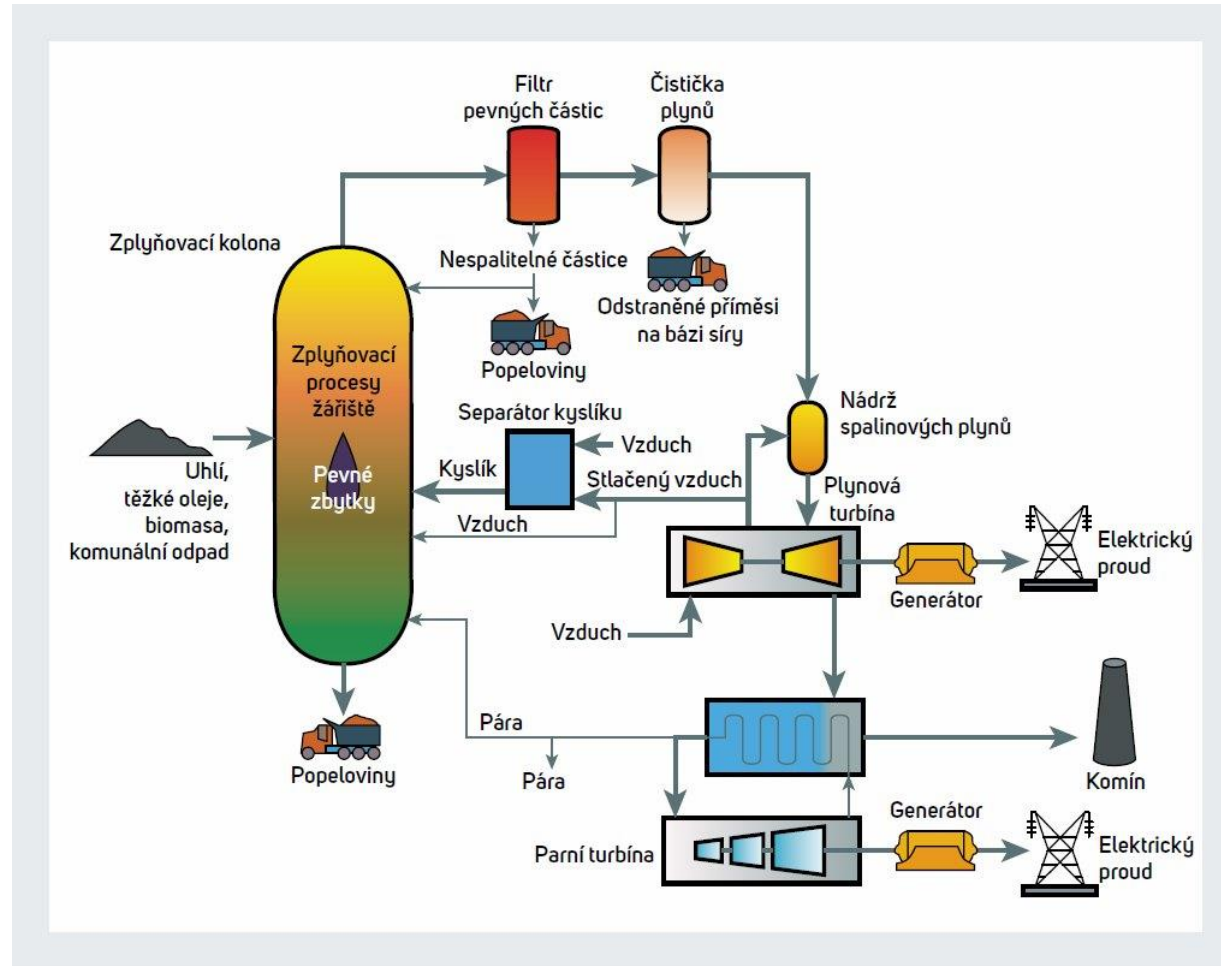 Filtr
pevných částic
Čistička
plynů
Zplyňovací kolona
Nespalitelné částice
Odstraněné příměsi
na bázi síry
Popeloviny
Zplyňovací
procesy
žářiště
Pevné
zbytky
Uhlí,
těžké oleje,
biomasa,
komunální odpad
Separátor kyslíku
Vzduch
Kyslík
Stlačený vzduch
Vzduch
Nádrž
spalinových plynů
Plynová
turbína
Generátor
Elektrický
proud
Vzduch
Popeloviny
Pára
Pára
Komín
Parní turbína
Generátor
Elektrický
proud